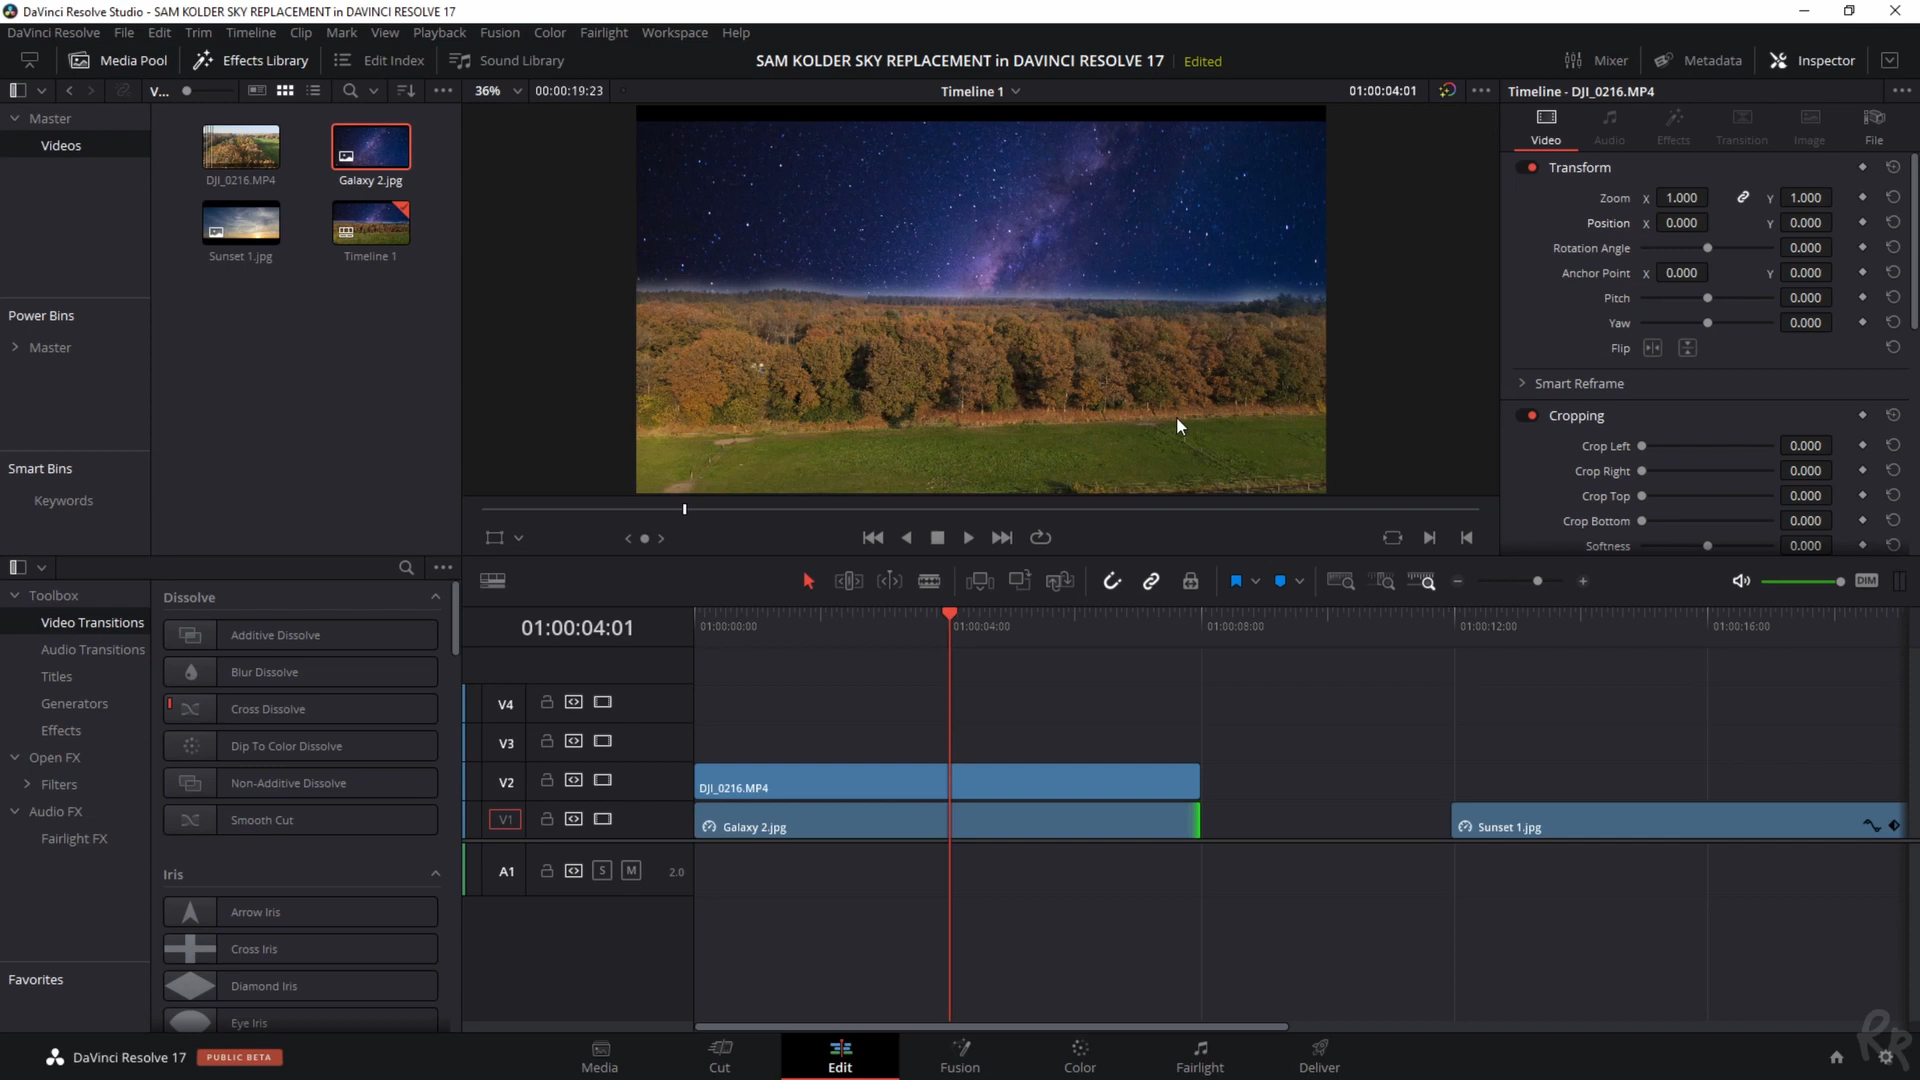 DaVinci Resolve Studio - SAM KOLDER SKY REPLACEMENT in DAVINCI RESOLVE 17
DaVinci Resolve File Edit Trim Timeline Clip Mark View Playback Fusion Color Fairlight Workspace Help
Media Pool Effects Library Edit Index Sound Library SAM KOLDER SKY REPLACEMENT in DAVINCI RESOLVE 17 Edited Mixer Metadata Inspector
V... 36% 00:00:19:23 Timeline 1 01:00:04:01 Timeline - DJI_0216.MP4
Master
Videos
DJI_0216.MP4 Galaxy 2.jpg
Sunset 1.jpg Timeline 1
Power Bins
Master
Smart Bins
Keywords
Video Audio Effects Transition Image File
Transform
Zoom X 1.000 Y 1.000
Position X 0.000 Y 0.000
Rotation Angle 0.000
Anchor Point X 0.000 Y 0.000
Pitch 0.000
Yaw 0.000
Flip
Smart Reframe
Cropping
Crop Left 0.000
Crop Right 0.000
Crop Top 0.000
Crop Bottom 0.000
Softness 0.000
DIM
Toolbox
Video Transitions
Audio Transitions
Titles
Generators
Effects
Open FX
Filters
Audio FX
Fairlight FX
Favorites
Dissolve
Additive Dissolve
Blur Dissolve
Cross Dissolve
Dip To Color Dissolve
Non-Additive Dissolve
Smooth Cut
Iris
Arrow Iris
Cross Iris
Diamond Iris
Eye Iris
01:00:04:01 01:00:00:00 01:00:04:00 01:00:08:00 01:00:12:00 01:00:16:00
V4
V3
V2 DJI_0216.MP4
V1 Galaxy 2.jpg Sunset 1.jpg
A1 S M 2.0
DaVinci Resolve 17 PUBLIC BETA
Media Cut Edit Fusion Color Fairlight Deliver
RR